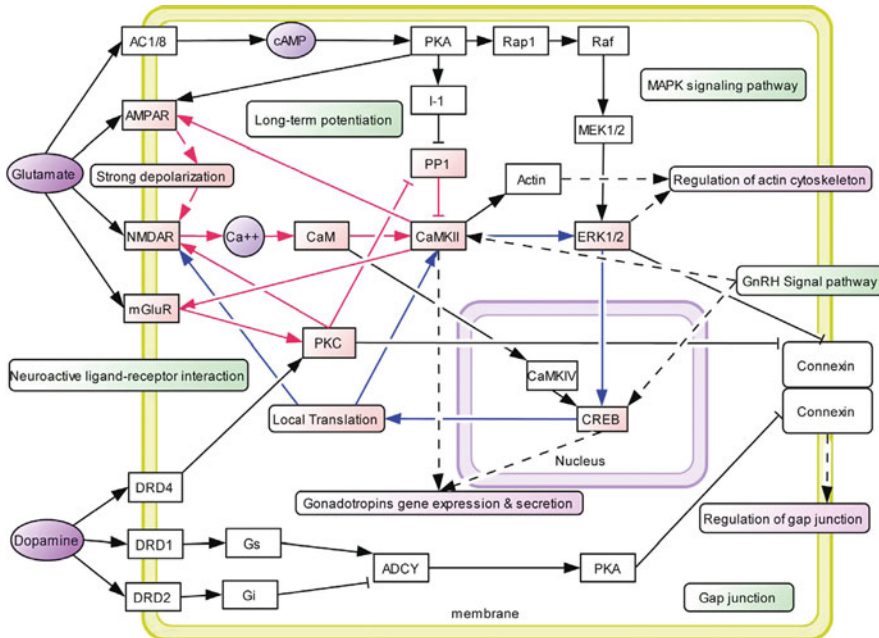 AC1/8
cAMP
PKA
Rap1
Raf
MAPK signaling pathway
AMPAR
Long-term potentiation
I-1
MEK1/2
Glutamate
Strong depolarization
PP1
Actin
Regulation of actin cytoskeleton
NMDAR
Ca++
CaM
CaMKII
ERK1/2
GnRH Signal pathway
mGluR
PKC
Connexin
Neuroactive ligand-receptor interaction
CaMKIV
Connexin
Local Translation
CREB
Nucleus
DRD4
Gonadotropins gene expression & secretion
Regulation of gap junction
Dopamine
DRD1
Gs
ADCY
PKA
DRD2
Gi
Gap junction
membrane